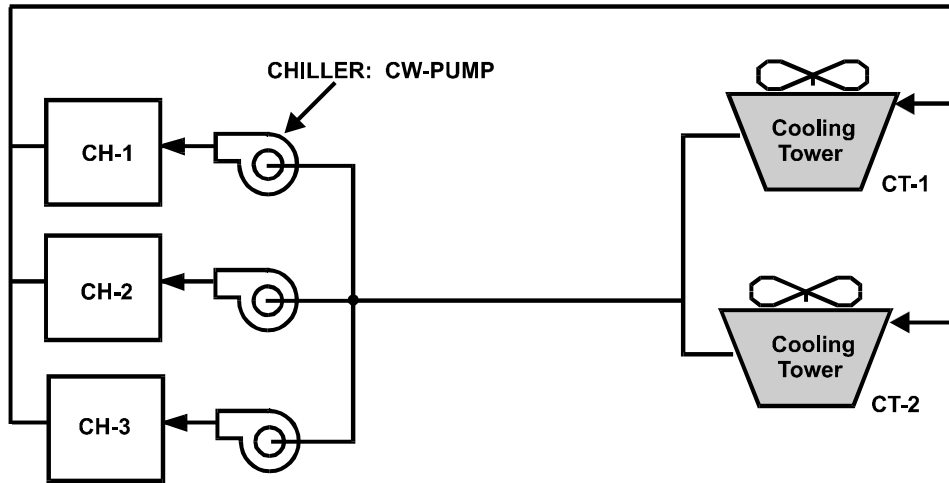 CHILLER: CW-PUMP
CH-1
Cooling
Tower
CT-1
CH-2
Cooling
Tower
CT-2
CH-3